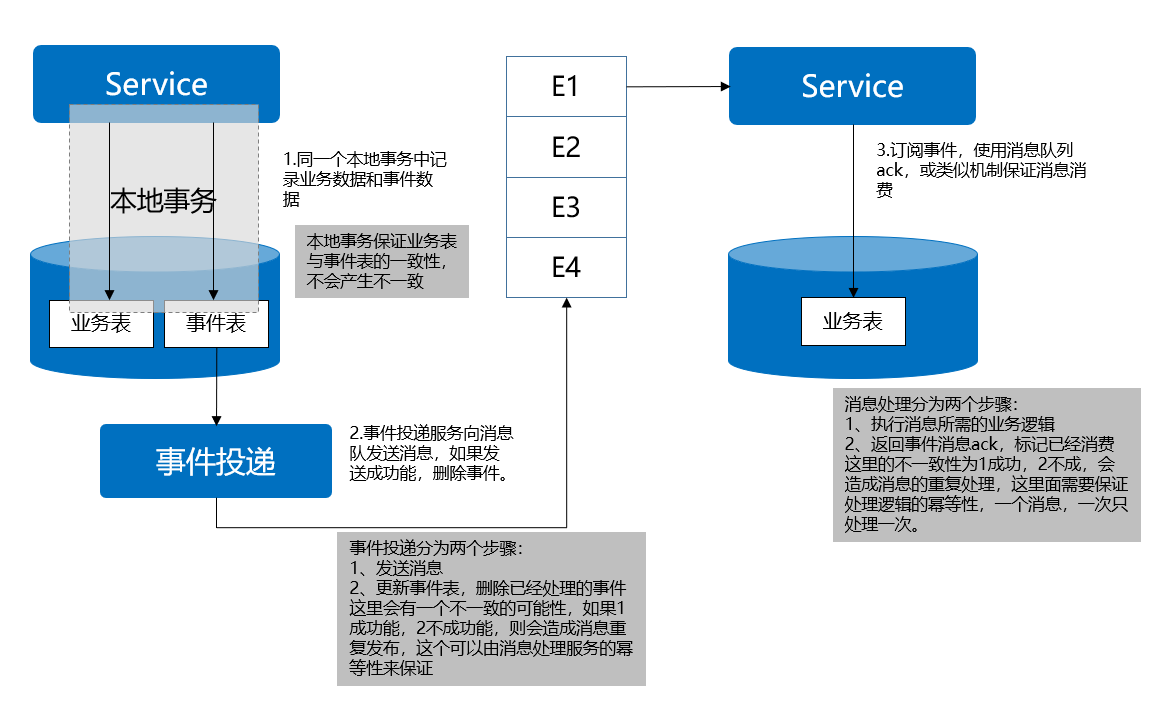 Service
本地事务
业务表
事件表
1.同一个本地事务中记
录业务数据和事件数
据
本地事务保证业务表
与事件表的一致性，
不会产生不一致
事件投递
2.事件投递服务向消息
队发送消息，如果发
送成功能，删除事件。
事件投递分为两个步骤：
1、发送消息
2、更新事件表，删除已经处理的事件
这里会有一个不一致的可能性，如果1
成功能，2不成功能，则会造成消息重
复发布，这个可以由消息处理服务的幂
等性来保证
E1
E2
E3
E4
Service
3.订阅事件，使用消息队列
ack，或类似机制保证消息消
费
业务表
消息处理分为两个步骤：
1、执行消息所需的业务逻辑
2、返回事件消息ack，标记已经消费
这里的不一致性为1成功，2不成，会
造成消息的重复处理，这里面需要保证
处理逻辑的幂等性，一个消息，一次只
处理一次。